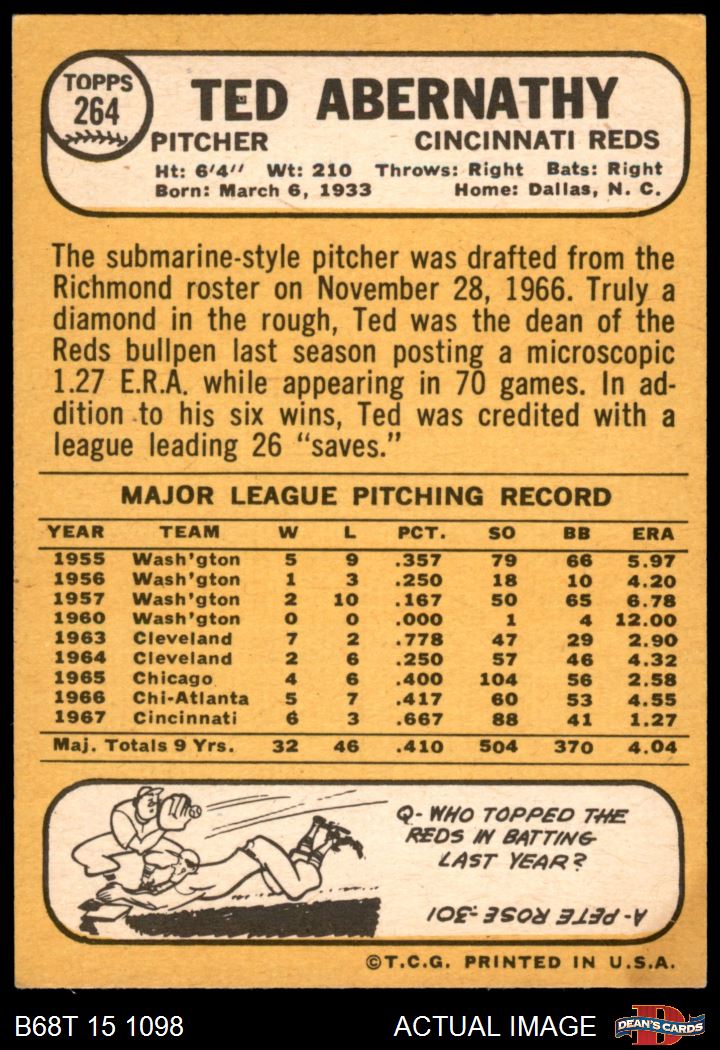 TOPPS
264
TED ABERNATHY
PITCHER CINCINNATI REDS
Ht: 6'4" Wt: 210 Throws: Right Bats: Right
Born: March 6, 1933 Home: Dallas, N. C.
The submarine-style pitcher was drafted from the
Richmond roster on November 28, 1966. Truly a
diamond in the rough, Ted was the dean of the
Reds bullpen last season posting a microscopic
1.27 E.R.A. while appearing in 70 games. In ad-
dition to his six wins, Ted was credited with a
league leading 26 "saves."
MAJOR LEAGUE PITCHING RECORD
YEAR TEAM W L PCT. SO BB ERA
1955 Wash'gton 5 9 .357 79 66 5.97
1956 Wash'gton 1 3 .250 18 10 4.20
1957 Wash'gton 2 10 .167 50 65 6.78
1960 Wash'gton 0 0 .000 1 4 12.00
1963 Cleveland 7 2 .778 47 29 2.90
1964 Cleveland 2 6 .250 57 46 4.32
1965 Chicago 4 6 .400 104 56 2.58
1966 Chi-Atlanta 5 7 .417 60 53 4.55
1967 Cincinnati 6 3 .667 88 41 1.27
Maj. Totals 9 Yrs. 32 46 .410 504 370 4.04
Q- WHO TOPPED THE
REDS IN BATTING
LAST YEAR?
A- PETE ROSE-.301
©T.C.G. PRINTED IN U.S.A.
B68T 15 1098 ACTUAL IMAGE
D
DEAN'S CARDS